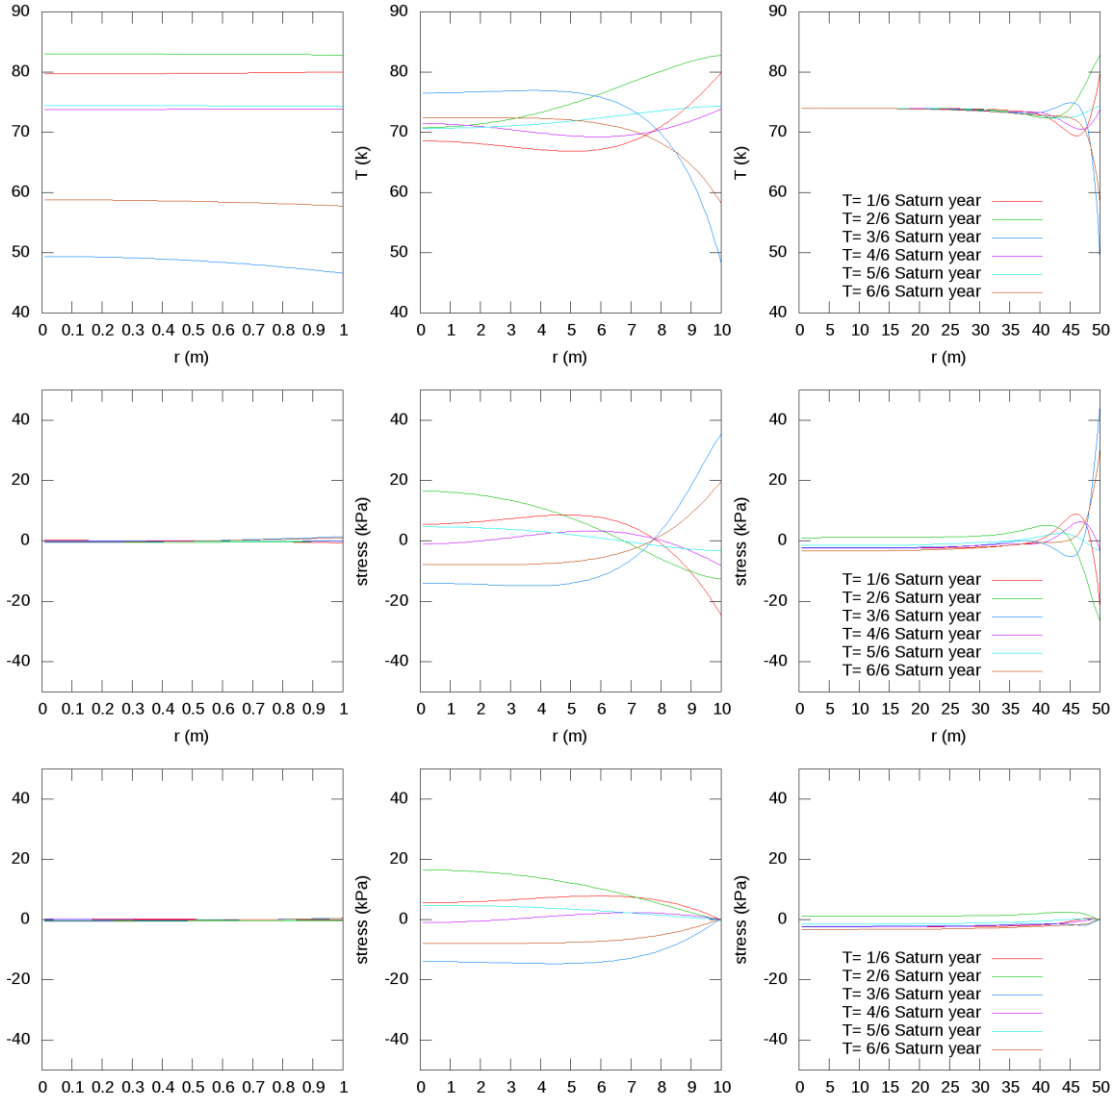 90
80
70
60
50
40
0 0.1 0.2 0.3 0.4 0.5 0.6 0.7 0.8 0.9 1
r (m)
T (k)
90
80
70
60
50
40
0 1 2 3 4 5 6 7 8 9 10
r (m)
T (k)
90
80
70
60
50
40
T= 1/6 Saturn year
T= 2/6 Saturn year
T= 3/6 Saturn year
T= 4/6 Saturn year
T= 5/6 Saturn year
T= 6/6 Saturn year
0 5 10 15 20 25 30 35 40 45 50
r (m)
40
20
0
-20
-40
0 0.1 0.2 0.3 0.4 0.5 0.6 0.7 0.8 0.9 1
r (m)
stress (kPa)
40
20
0
-20
-40
0 1 2 3 4 5 6 7 8 9 10
r (m)
stress (kPa)
40
20
0
-20
-40
T= 1/6 Saturn year
T= 2/6 Saturn year
T= 3/6 Saturn year
T= 4/6 Saturn year
T= 5/6 Saturn year
T= 6/6 Saturn year
0 5 10 15 20 25 30 35 40 45 50
r (m)
40
20
0
-20
-40
0 0.1 0.2 0.3 0.4 0.5 0.6 0.7 0.8 0.9 1
stress (kPa)
40
20
0
-20
-40
0 1 2 3 4 5 6 7 8 9 10
stress (kPa)
40
20
0
-20
-40
T= 1/6 Saturn year
T= 2/6 Saturn year
T= 3/6 Saturn year
T= 4/6 Saturn year
T= 5/6 Saturn year
T= 6/6 Saturn year
0 5 10 15 20 25 30 35 40 45 50